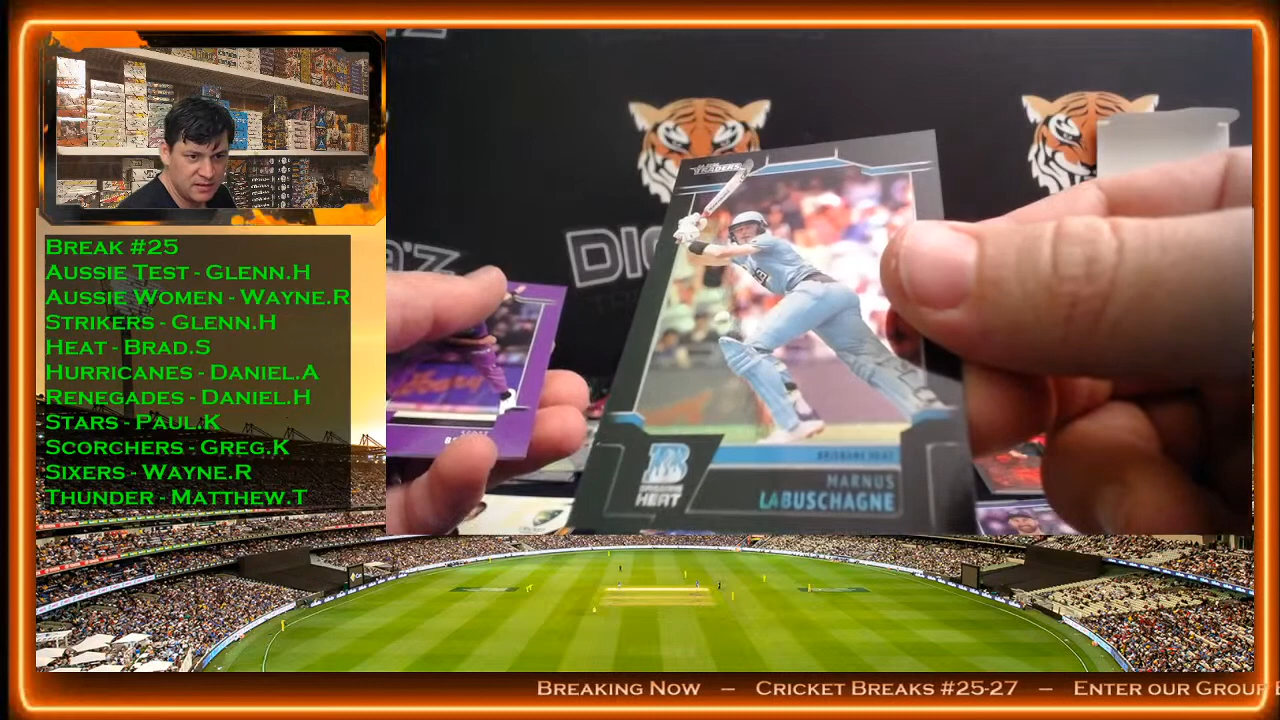 Break #25
Aussie Test - Glenn.H
Aussie Women - Wayne.R
Strikers - Glenn.H
Heat - Brad.S
Hurricanes - Daniel.A
Renegades - Daniel.H
Stars - Paul.K
Scorchers - Greg.K
Sixers - Wayne.R
Thunder - Matthew.T
TRADERS
BRISBANE HEAT
MARNUS
LABUSCHAGNE
BRISBANE
HEAT
Breaking Now – Cricket Breaks #25-27 – Enter our Group